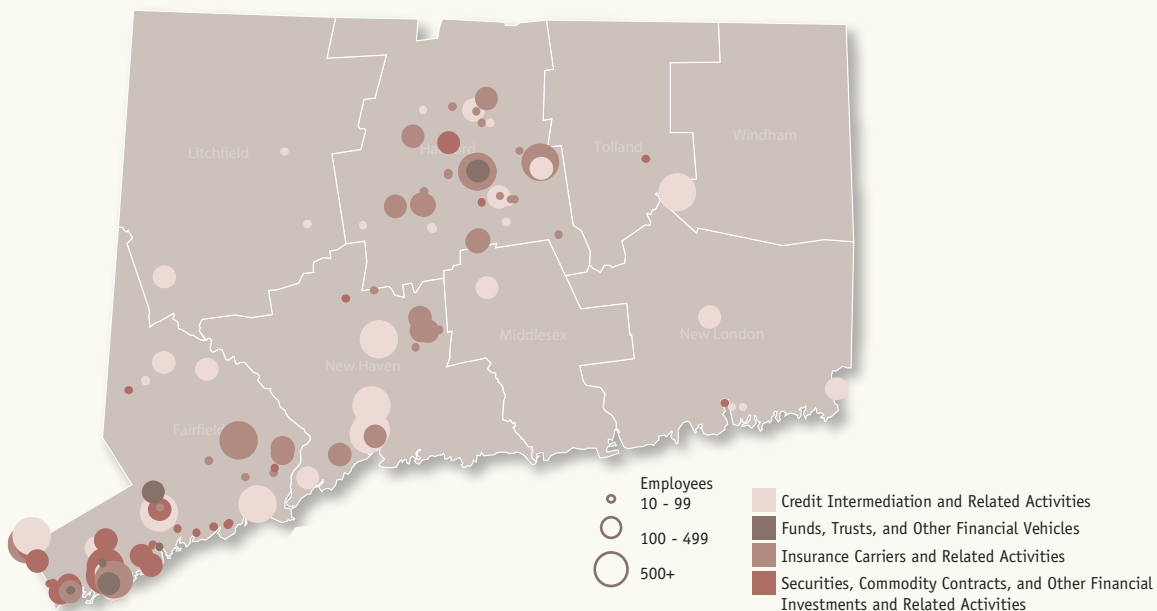 Litchfield
Hartford
Tolland
Windham
Middlesex
New London
New Haven
Fairfield
Employees
10 - 99
100 - 499
500+
Credit Intermediation and Related Activities
Funds, Trusts, and Other Financial Vehicles
Insurance Carriers and Related Activities
Securities, Commodity Contracts, and Other Financial
Investments and Related Activities